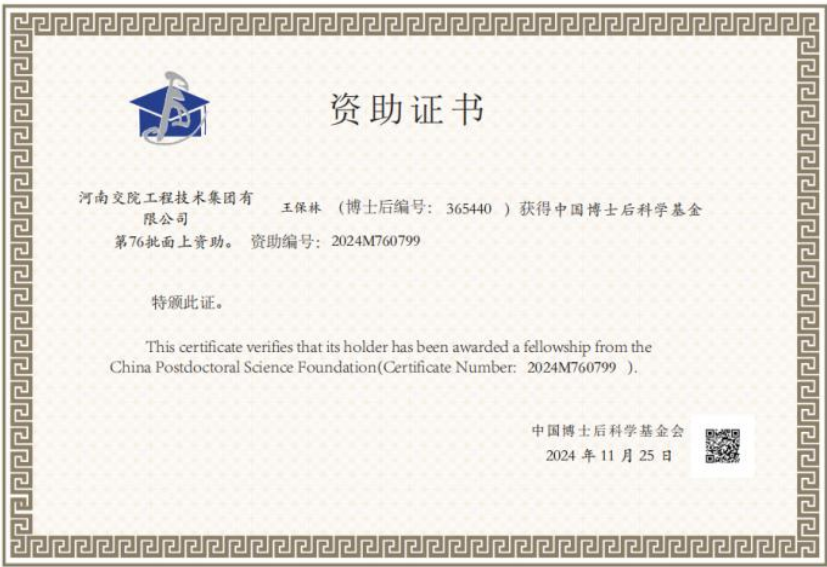 资助证书
河南交院工程技术集团有
限公司
王保林 (博士后编号: 365440 ) 获得中国博士后科学基金
第76批面上资助。 资助编号: 2024M760799
特颁此证。
This certificate verifies that its holder has been awarded a fellowship from the
China Postdoctoral Science Foundation(Certificate Number: 2024M760799 ).
中国博士后科学基金会
2024 年 11 月 25 日